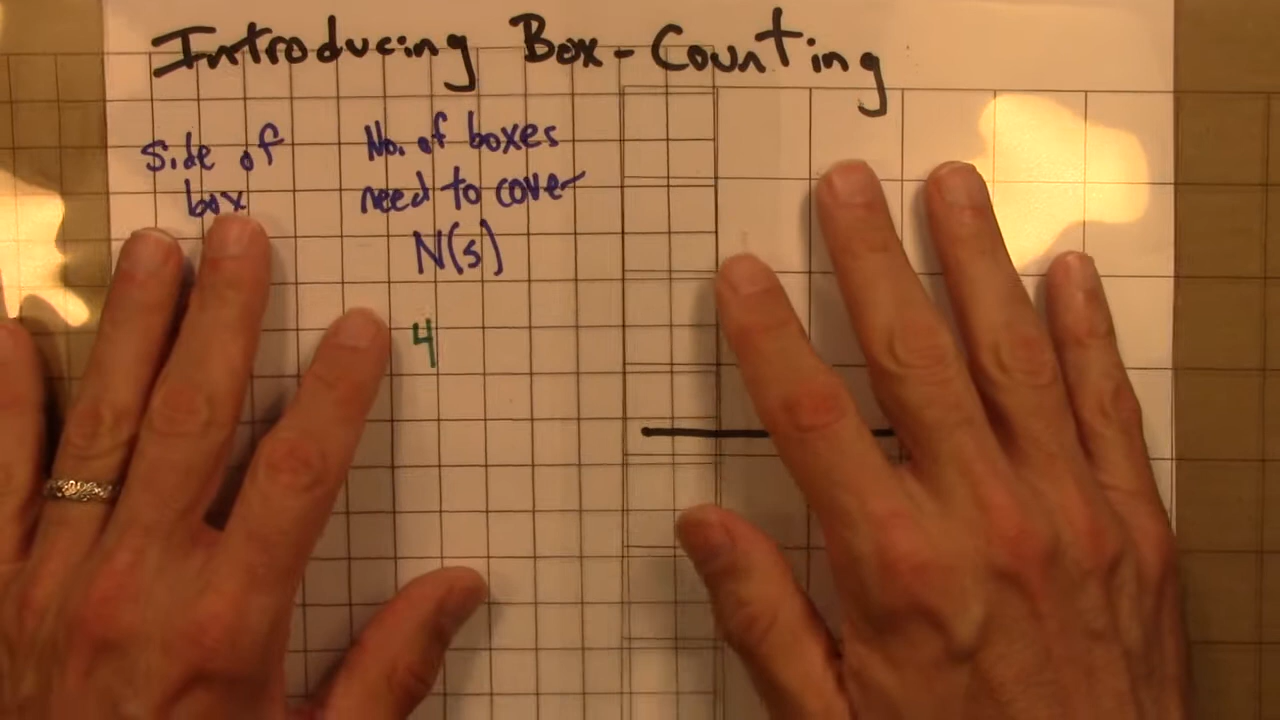 Introducing Box-Counting
Side of
box
No. of boxes
need to cover
N(s)
4